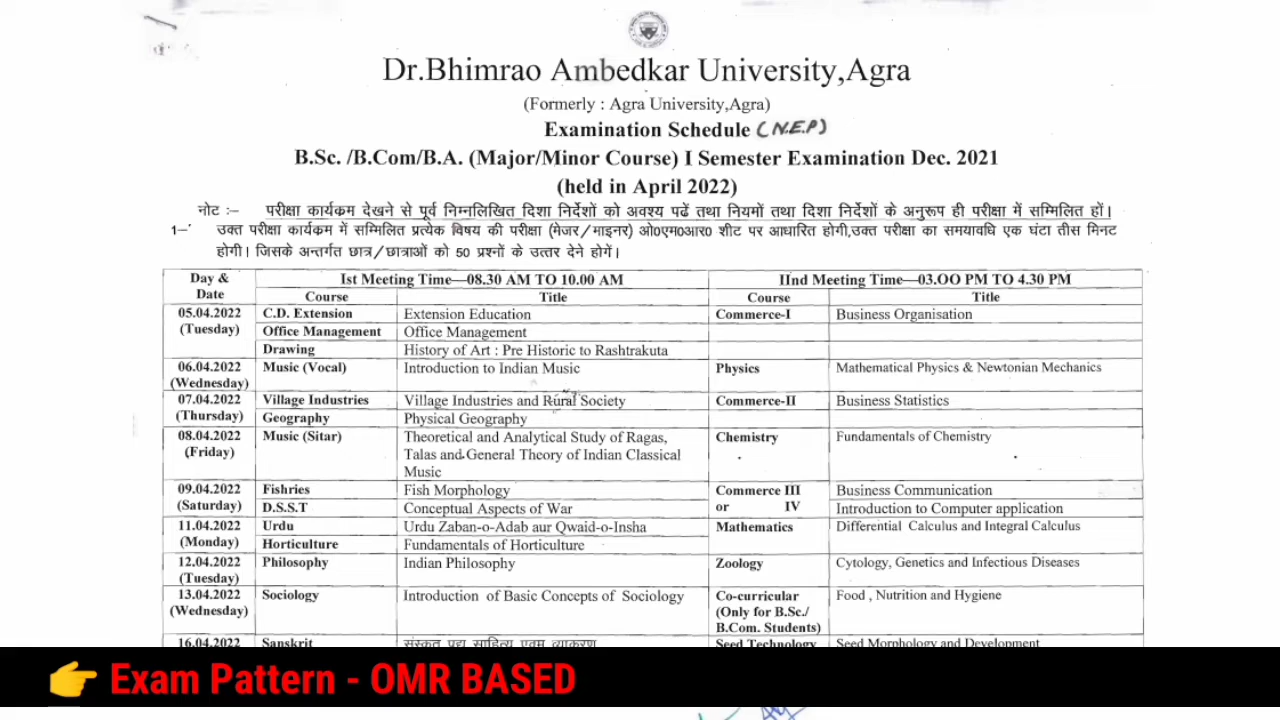 Dr.Bhimrao Ambedkar University,Agra
(Formerly : Agra University,Agra)
Examination Schedule (N.E.P)
B.Sc. /B.Com/B.A. (Major/Minor Course) I Semester Examination Dec. 2021
(held in April 2022)
नोट :– परीक्षा कार्यक्रम देखने से पूर्व निम्नलिखित दिशा निर्देशों को अवश्य पढें तथा नियमों तथा दिशा निर्देशों के अनुरूप ही परीक्षा में सम्मिलित हों।
1–  उक्त परीक्षा कार्यक्रम में सम्मिलित प्रत्येक विषय की परीक्षा (मेजर/माइनर) ओ0एम0आर0 शीट पर आधारित होगी,उक्त परीक्षा का समयावधि एक घंटा तीस मिनट
होगी। जिसके अन्तर्गत छात्र/छात्राओं को 50 प्रश्नों के उत्तर देने होगें।
Day & Ist Meeting Time—08.30 AM TO 10.00 AM IInd Meeting Time—03.OO PM TO 4.30 PM
Date Course Title Course Title
05.04.2022 C.D. Extension Extension Education Commerce-I Business Organisation
(Tuesday) Office Management Office Management
Drawing History of Art : Pre Historic to Rashtrakuta
06.04.2022 Music (Vocal) Introduction to Indian Music Physics Mathematical Physics & Newtonian Mechanics
(Wednesday)
07.04.2022 Village Industries Village Industries and Rural Society Commerce-II Business Statistics
(Thursday) Geography Physical Geography
08.04.2022 Music (Sitar) Theoretical and Analytical Study of Ragas, Chemistry Fundamentals of Chemistry
(Friday) Talas and General Theory of Indian Classical
Music
09.04.2022 Fishries Fish Morphology Commerce III Business Communication
(Saturday) D.S.S.T Conceptual Aspects of War or IV Introduction to Computer application
11.04.2022 Urdu Urdu Zaban-o-Adab aur Qwaid-o-Insha Mathematics Differential Calculus and Integral Calculus
(Monday) Horticulture Fundamentals of Horticulture
12.04.2022 Philosophy Indian Philosophy Zoology Cytology, Genetics and Infectious Diseases
(Tuesday)
13.04.2022 Sociology Introduction of Basic Concepts of Sociology Co-curricular Food , Nutrition and Hygiene
(Wednesday) (Only for B.Sc./
B.Com. Students)
16.04.2022 Sanskrit संस्कृत पद्य साहित्य एवम व्याकरण Seed Technology Seed Morphology and Development
👉 Exam Pattern - OMR BASED